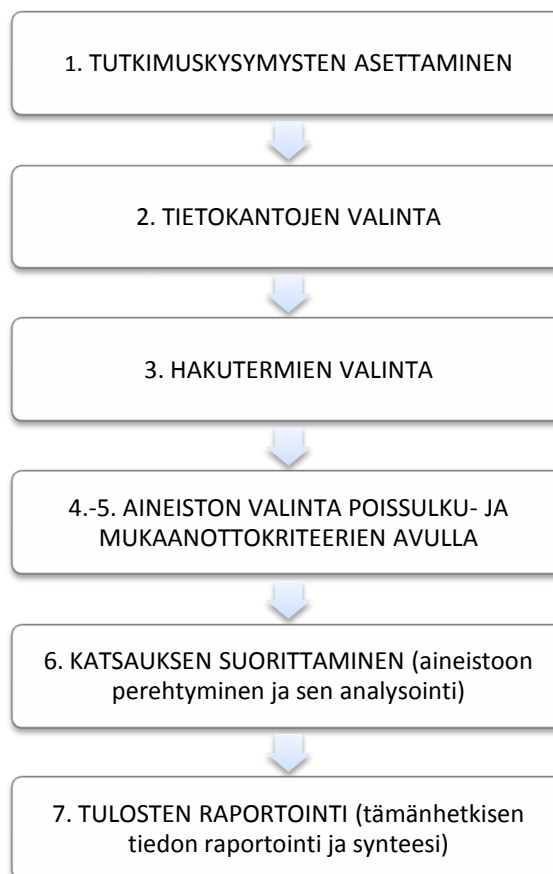 1. TUTKIMUSKYSYMYSTEN ASETTAMINEN
2. TIETOKANTOJEN VALINTA
3. HAKUTERMIEN VALINTA
4.-5. AINEISTON VALINTA POISSULKU- JA
MUKAANOTTOKRITEERIEN AVULLA
6. KATSAUKSEN SUORITTAMINEN (aineistoon
perehtyminen ja sen analysointi)
7. TULOSTEN RAPORTOINTI (tämänhetkisen
tiedon raportointi ja synteesi)